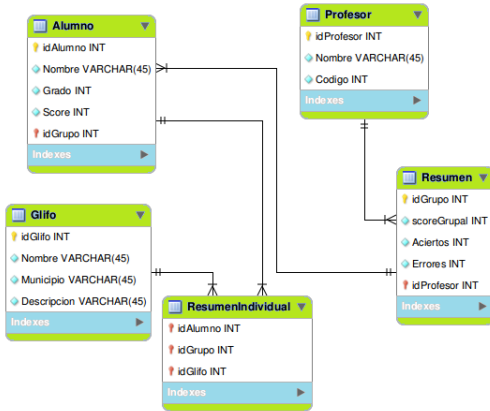 Alumno
idAlumno INT
Nombre VARCHAR(45)
Grado INT
Score INT
idGrupo INT
Indexes
Profesor
idProfesor INT
Nombre VARCHAR(45)
Codigo INT
Indexes
Resumen
idGrupo INT
scoreGrupal INT
Aciertos INT
Errores INT
idProfesor INT
Indexes
Glifo
idGlifo INT
Nombre VARCHAR(45)
Municipio VARCHAR(45)
Descripcion VARCHAR(45)
Indexes
ResumenIndividual
idAlumno INT
idGrupo INT
idGlifo INT
Indexes